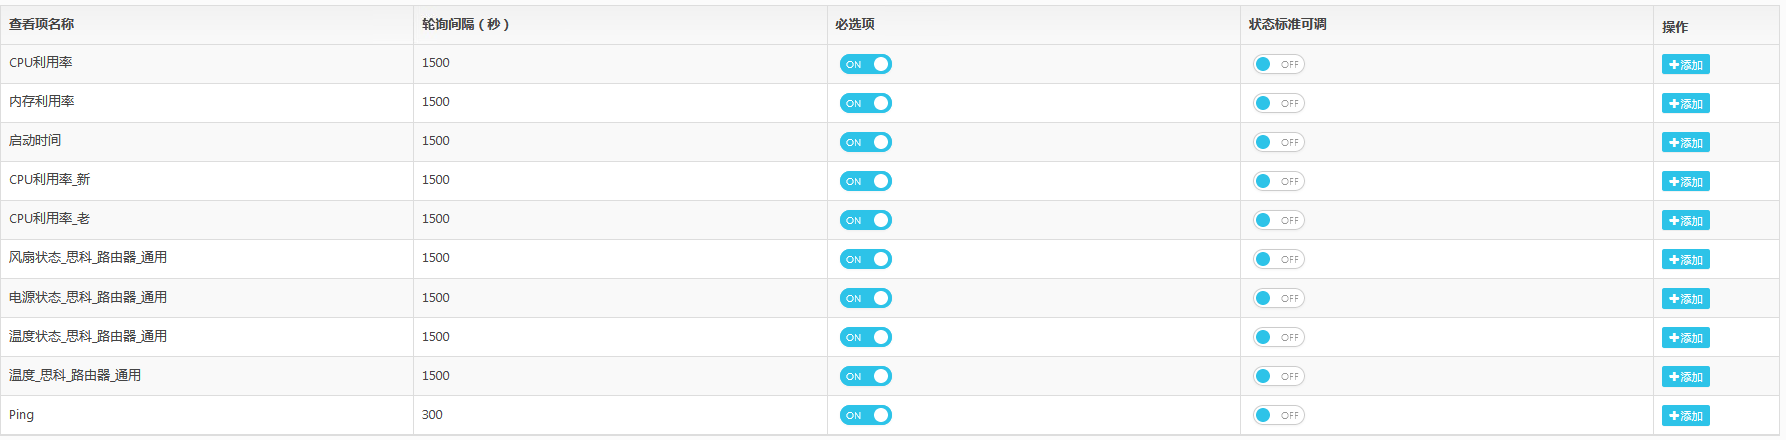 查看项名称 轮询间隔（秒） 必选项 状态标准可调 操作
CPU利用率 1500 ON OFF 添加
内存利用率 1500 ON OFF 添加
启动时间 1500 ON OFF 添加
CPU利用率_新 1500 ON OFF 添加
CPU利用率_老 1500 ON OFF 添加
风扇状态_思科_路由器_通用 1500 ON OFF 添加
电源状态_思科_路由器_通用 1500 ON OFF 添加
温度状态_思科_路由器_通用 1500 ON OFF 添加
温度_思科_路由器_通用 1500 ON OFF 添加
Ping 300 ON OFF 添加